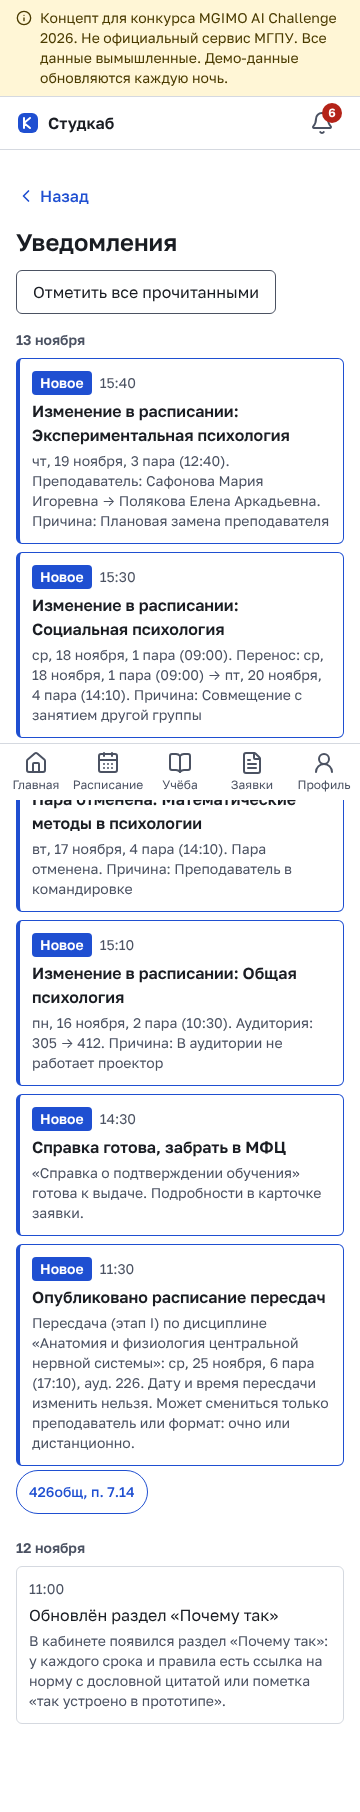 Концепт для конкурса MGIMO AI Challenge
2026. Не официальный сервис МГПУ. Все
данные вымышленные. Демо-данные
обновляются каждую ночь.
Студкаб
6
Назад
Уведомления
Отметить все прочитанными
13 ноября
Новое 15:40
Изменение в расписании:
Экспериментальная психология
чт, 19 ноября, 3 пара (12:40).
Преподаватель: Сафонова Мария
Игоревна → Полякова Елена Аркадьевна.
Причина: Плановая замена преподавателя
Новое 15:30
Изменение в расписании:
Социальная психология
ср, 18 ноября, 1 пара (09:00). Перенос: ср,
18 ноября, 1 пара (09:00) → пт, 20 ноября,
4 пара (14:10). Причина: Совмещение с
занятием другой группы
Главная Расписание Учёба Заявки Профиль
Пара отменена: Математические
методы в психологии
вт, 17 ноября, 4 пара (14:10). Пара
отменена. Причина: Преподаватель в
командировке
Новое 15:10
Изменение в расписании: Общая
психология
пн, 16 ноября, 2 пара (10:30). Аудитория:
305 → 412. Причина: В аудитории не
работает проектор
Новое 14:30
Справка готова, забрать в МФЦ
«Справка о подтверждении обучения»
готова к выдаче. Подробности в карточке
заявки.
Новое 11:30
Опубликовано расписание пересдач
Пересдача (этап I) по дисциплине
«Анатомия и физиология центральной
нервной системы»: ср, 25 ноября, 6 пара
(17:10), ауд. 226. Дату и время пересдачи
изменить нельзя. Может смениться только
преподаватель или формат: очно или
дистанционно.
426общ, п. 7.14
12 ноября
11:00
Обновлён раздел «Почему так»
В кабинете появился раздел «Почему так»:
у каждого срока и правила есть ссылка на
норму с дословной цитатой или пометка
«так устроено в прототипе».